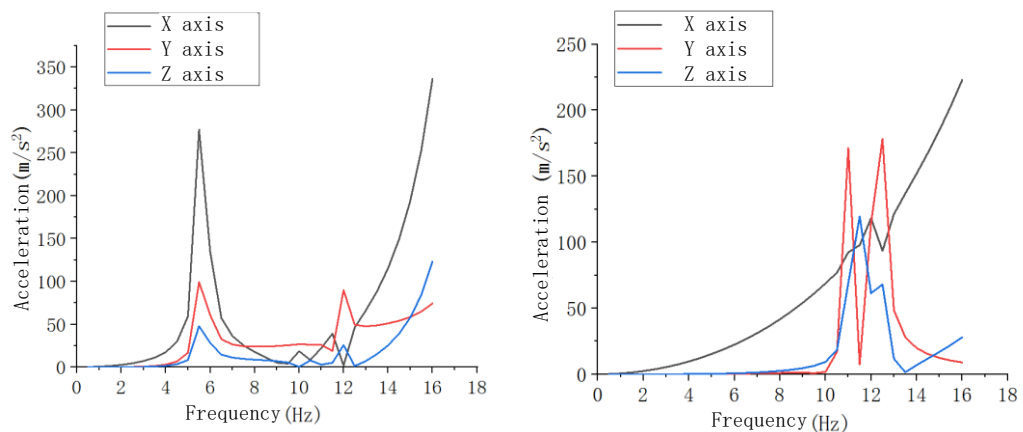 X axis
Y axis
Z axis
Acceleration(m/s²)
350
300
250
200
150
100
50
0
0 2 4 6 8 10 12 14 16 18
Frequency(Hz)
X axis
Y axis
Z axis
Acceleration (m/s²)
250
200
150
100
50
0
0 2 4 6 8 10 12 14 16 18
Frequency(Hz)